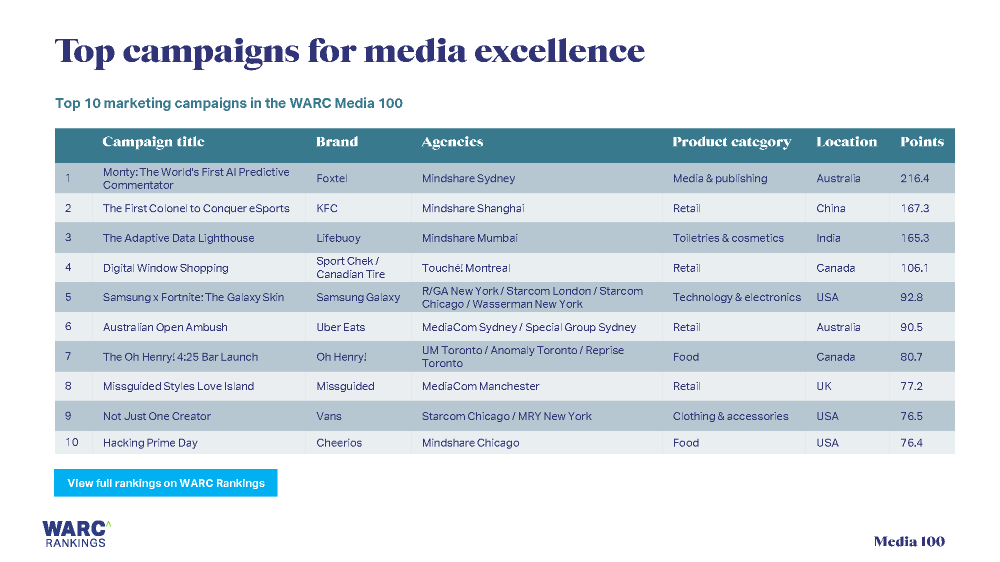 Top campaigns for media excellence
Top 10 marketing campaigns in the WARC Media 100
Campaign title Brand Agencies Product category Location Points
1 Monty: The World's First AI Predictive Commentator Foxtel Mindshare Sydney Media & publishing Australia 216.4
2 The First Colonel to Conquer eSports KFC Mindshare Shanghai Retail China 167.3
3 The Adaptive Data Lighthouse Lifebuoy Mindshare Mumbai Toiletries & cosmetics India 165.3
4 Digital Window Shopping Sport Chek / Canadian Tire Touché! Montreal Retail Canada 106.1
5 Samsung x Fortnite: The Galaxy Skin Samsung Galaxy R/GA New York / Starcom London / Starcom Chicago / Wasserman New York Technology & electronics USA 92.8
6 Australian Open Ambush Uber Eats MediaCom Sydney / Special Group Sydney Retail Australia 90.5
7 The Oh Henry! 4:25 Bar Launch Oh Henry! UM Toronto / Anomaly Toronto / Reprise Toronto Food Canada 80.7
8 Missguided Styles Love Island Missguided MediaCom Manchester Retail UK 77.2
9 Not Just One Creator Vans Starcom Chicago / MRY New York Clothing & accessories USA 76.5
10 Hacking Prime Day Cheerios Mindshare Chicago Food USA 76.4
View full rankings on WARC Rankings
WARC^
RANKINGS
Media 100